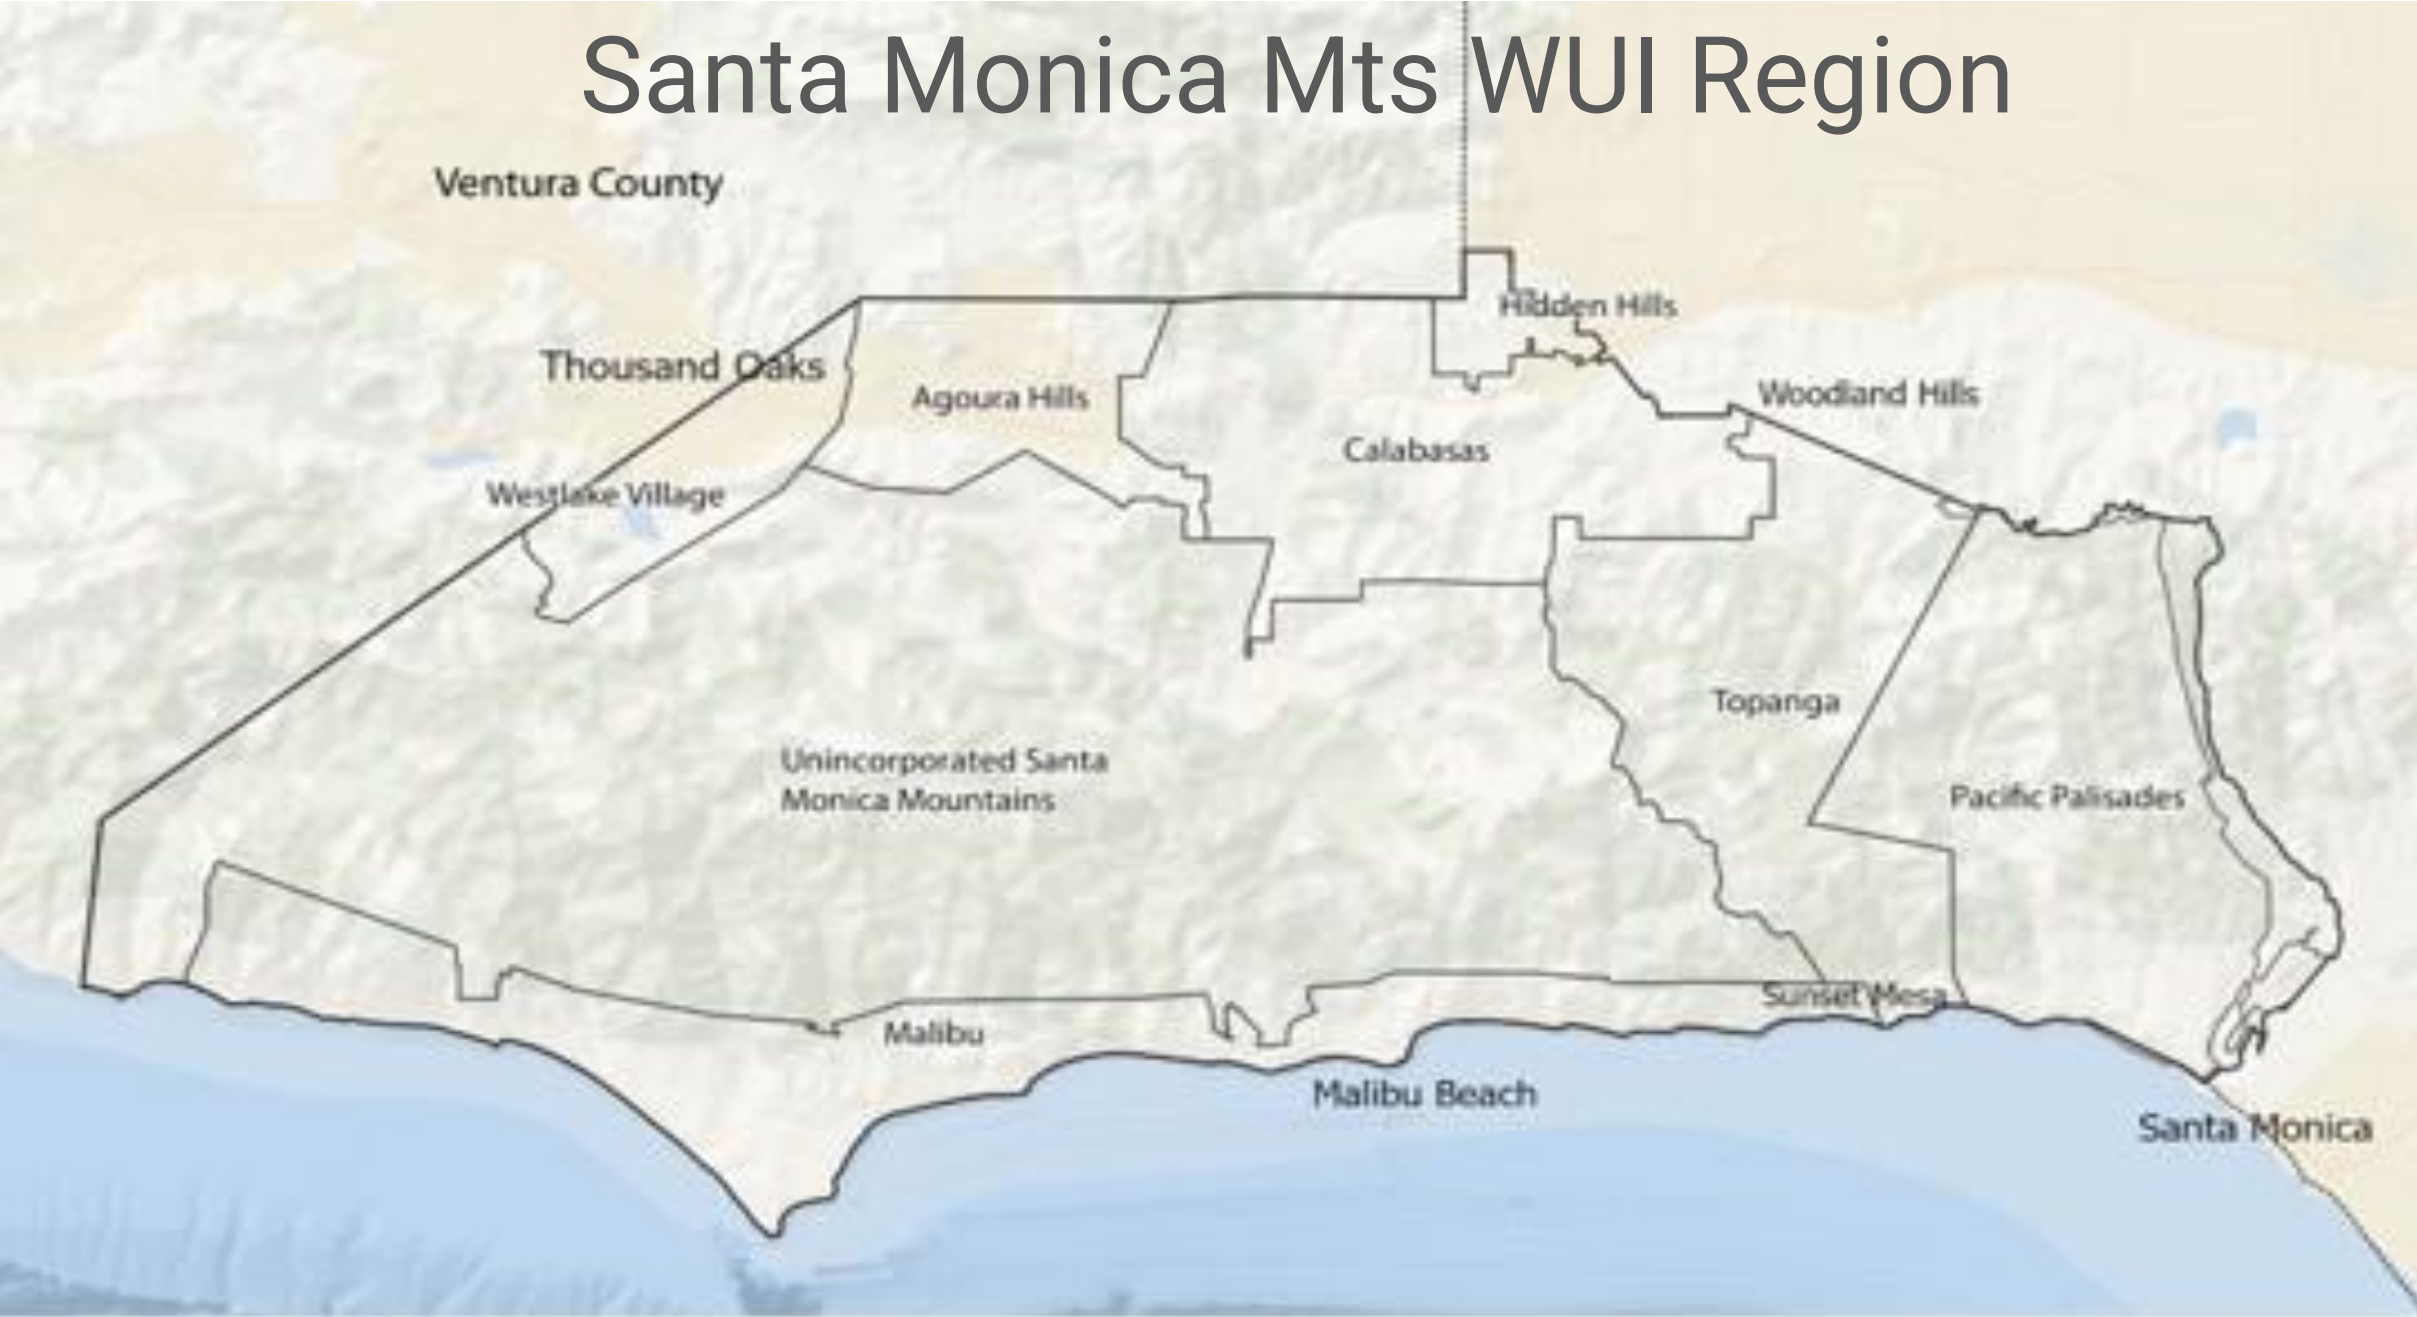 Santa Monica Mts WUI Region
Ventura County
Hidden Hills
Thousand Oaks
Agoura Hills
Woodland Hills
Calabasas
Westlake Village
Topanga
Unincorporated Santa
Monica Mountains
Pacific Palisades
Sunset Mesa
Malibu
Malibu Beach
Santa Monica